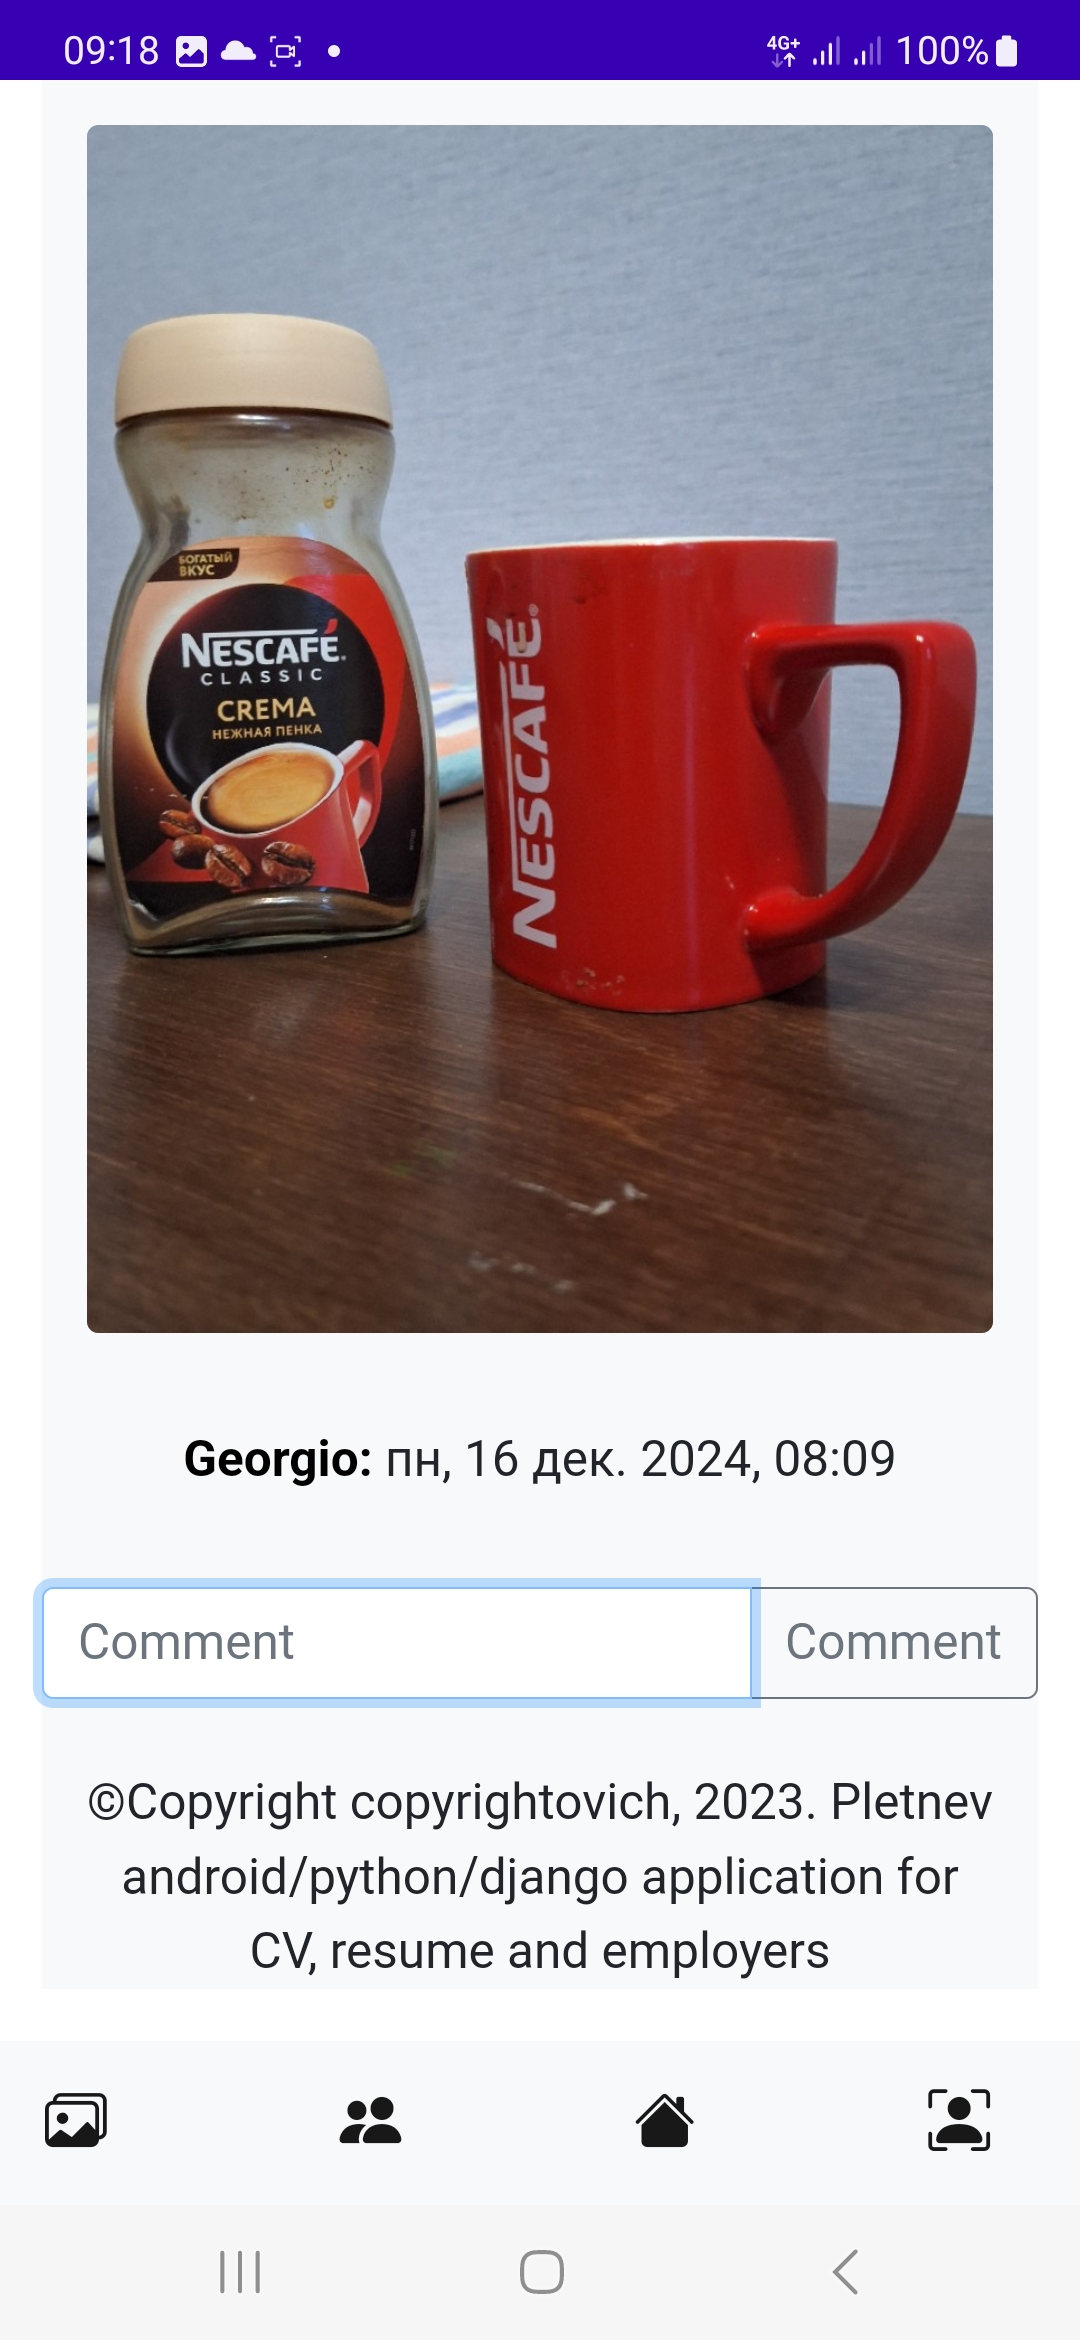 09:18
4G+
100%
БОГАТЫЙ
ВКУС
NESCAFÉ.
CLASSIC
CREMA
НЕЖНАЯ ПЕНКА
NESCAFÉ®
Georgio: пн, 16 дек. 2024, 08:09
Comment
Comment
©Copyright copyrightovich, 2023. Pletnev
android/python/django application for
CV, resume and employers